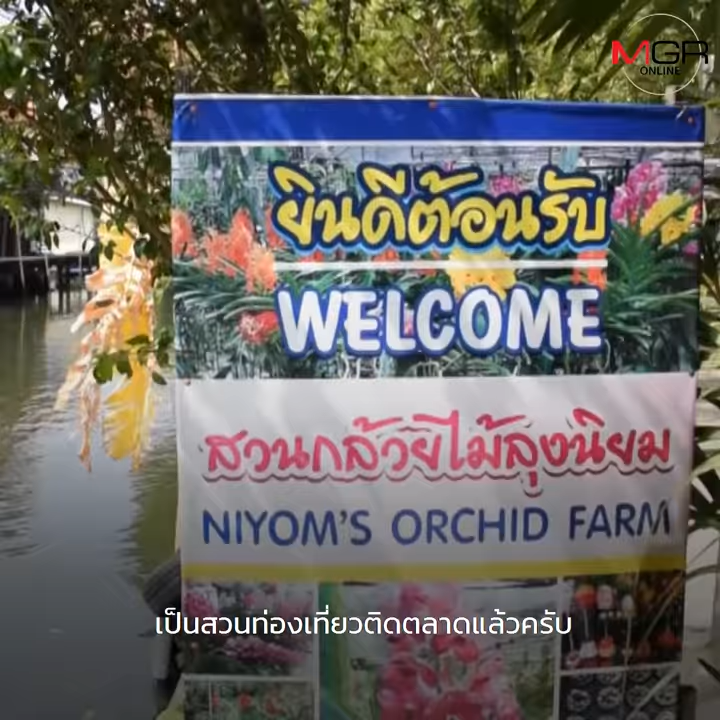 MGR
ONLINE
ยินดีต้อนรับ
WELCOME
สวนกล้วยไม้ลุงนิยม
NIYOM'S ORCHID FARM
เป็นสวนท่องเที่ยวติดตลาดแล้วครับ